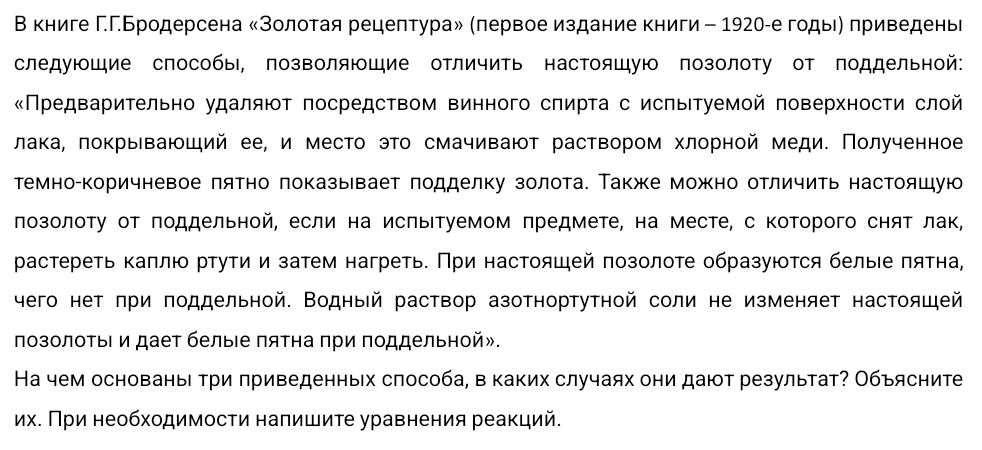 В книге Г.Г.Бродерсена «Золотая рецептура» (первое издание книги – 1920-е годы) приведены
следующие способы, позволяющие отличить настоящую позолоту от поддельной:
«Предварительно удаляют посредством винного спирта с испытуемой поверхности слой
лака, покрывающий ее, и место это смачивают раствором хлорной меди. Полученное
темно-коричневое пятно показывает подделку золота. Также можно отличить настоящую
позолоту от поддельной, если на испытуемом предмете, на месте, с которого снят лак,
растереть каплю ртути и затем нагреть. При настоящей позолоте образуются белые пятна,
чего нет при поддельной. Водный раствор азотнортутной соли не изменяет настоящей
позолоты и дает белые пятна при поддельной».
На чем основаны три приведенных способа, в каких случаях они дают результат? Объясните
их. При необходимости напишите уравнения реакций.